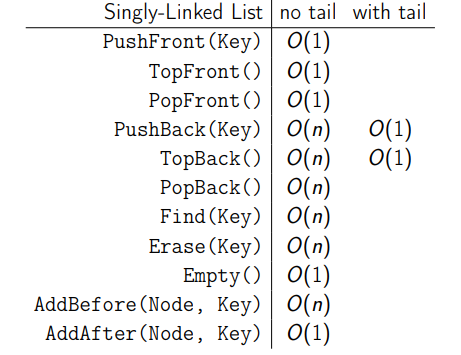 Singly-Linked List no tail with tail
PushFront(Key) O(1)
TopFront() O(1)
PopFront() O(1)
PushBack(Key) O(n) O(1)
TopBack() O(n) O(1)
PopBack() O(n)
Find(Key) O(n)
Erase(Key) O(n)
Empty() O(1)
AddBefore(Node, Key) O(n)
AddAfter(Node, Key) O(1)